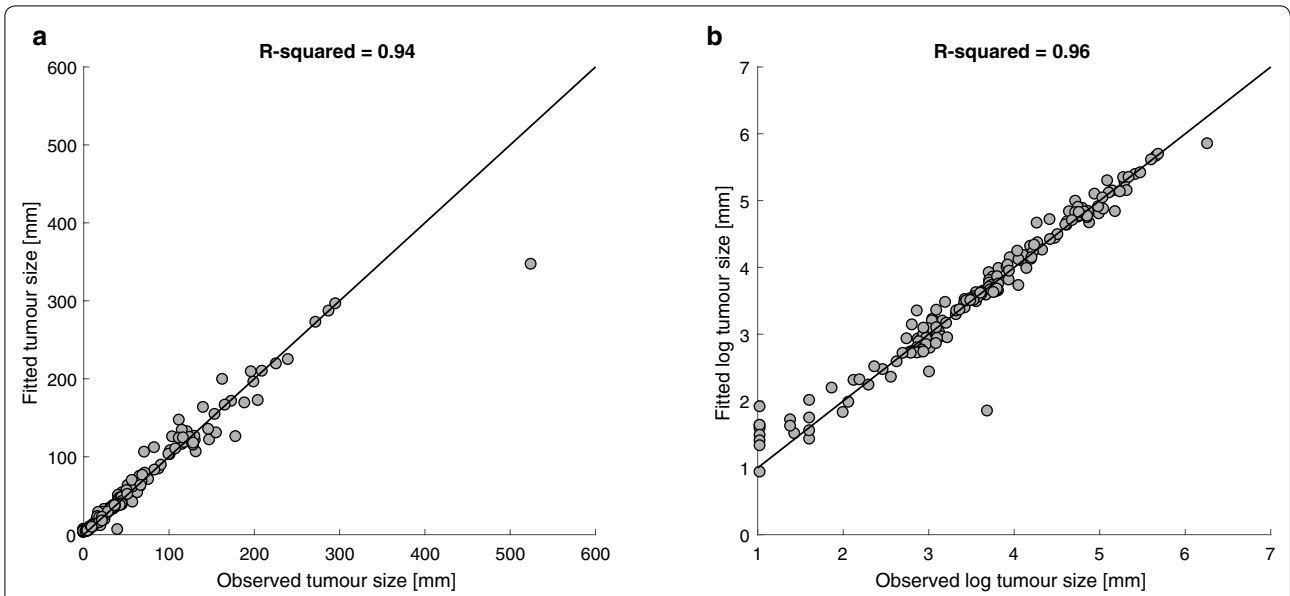 a
R-squared = 0.94
600
500
400
300
200
100
0
Fitted tumour size [mm]
0 100 200 300 400 500 600
Observed tumour size [mm]
b
R-squared = 0.96
7
6
5
4
3
2
1
0
Fitted log tumour size [mm]
1 2 3 4 5 6 7
Observed log tumour size [mm]